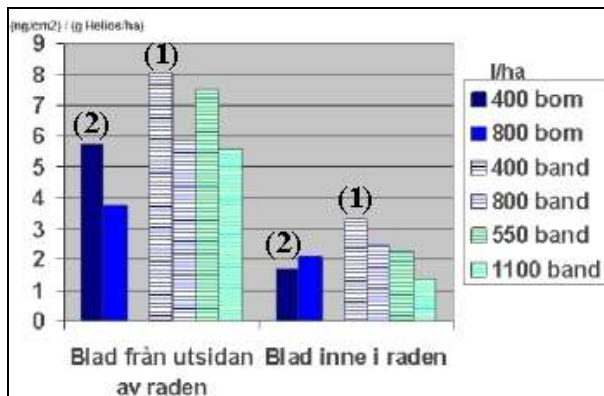 (ng/cm2) / (g Helios/ha)
9
8
7
6
5
4
3
2
1
0
(2)
(1)
(2)
(1)
Blad från utsidan
av raden
Blad inne i raden
l/ha
400 bom
800 bom
400 band
800 band
550 band
1100 band